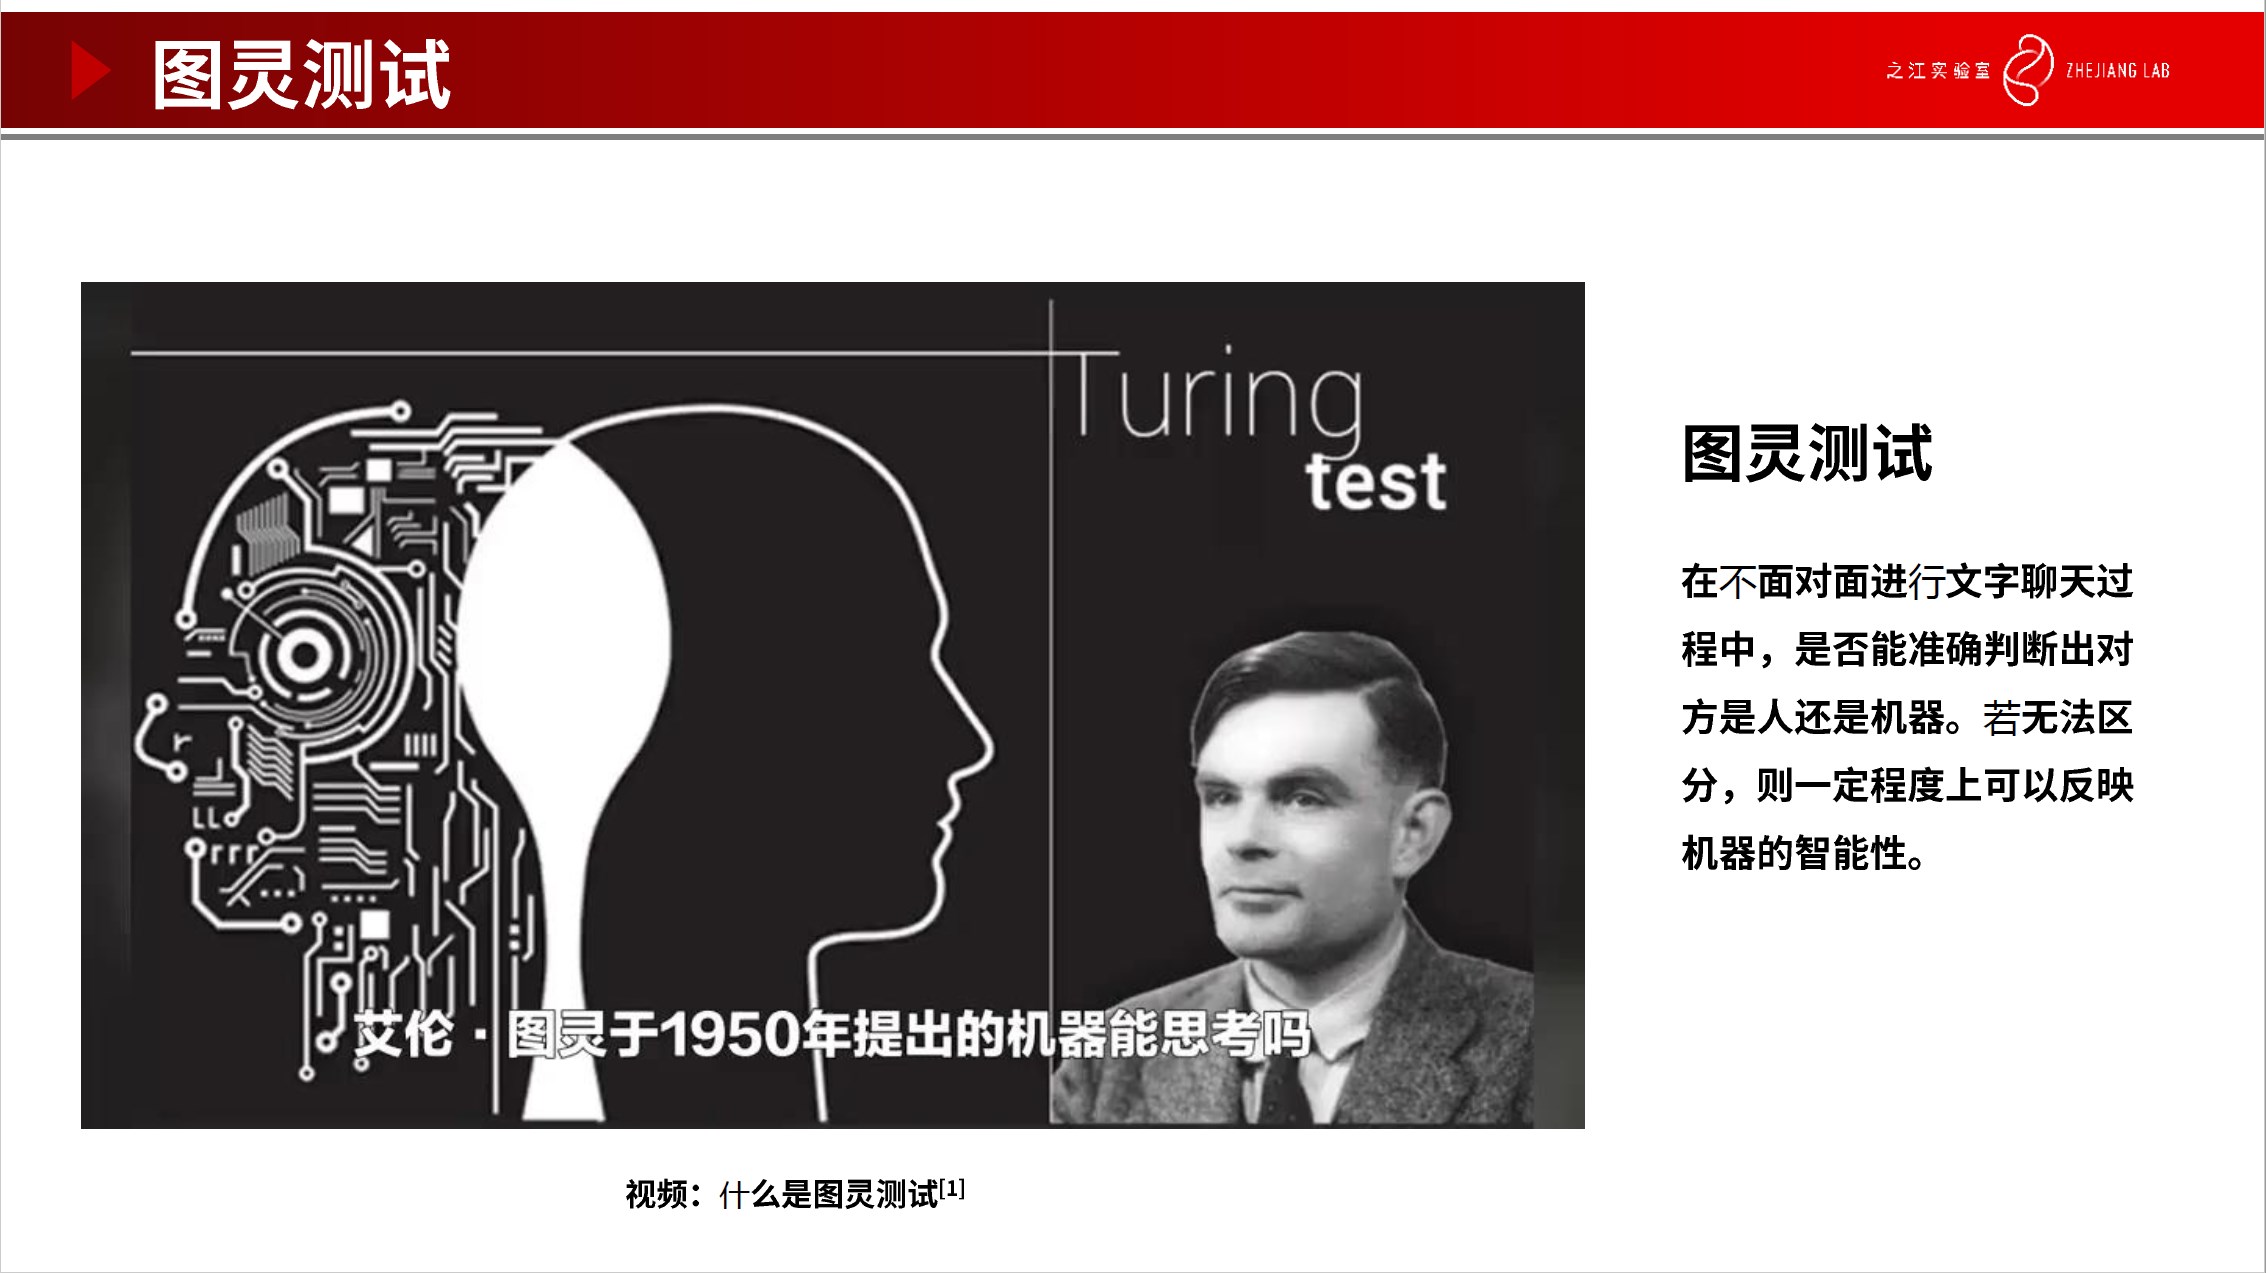 图灵测试
之江实验室 ZHEJIANG LAB
Turing
test
艾伦·图灵于1950年提出的机器能思考吗
视频：什么是图灵测试[1]
图灵测试
在不面对面进行文字聊天过
程中，是否能准确判断出对
方是人还是机器。若无法区
分，则一定程度上可以反映
机器的智能性。